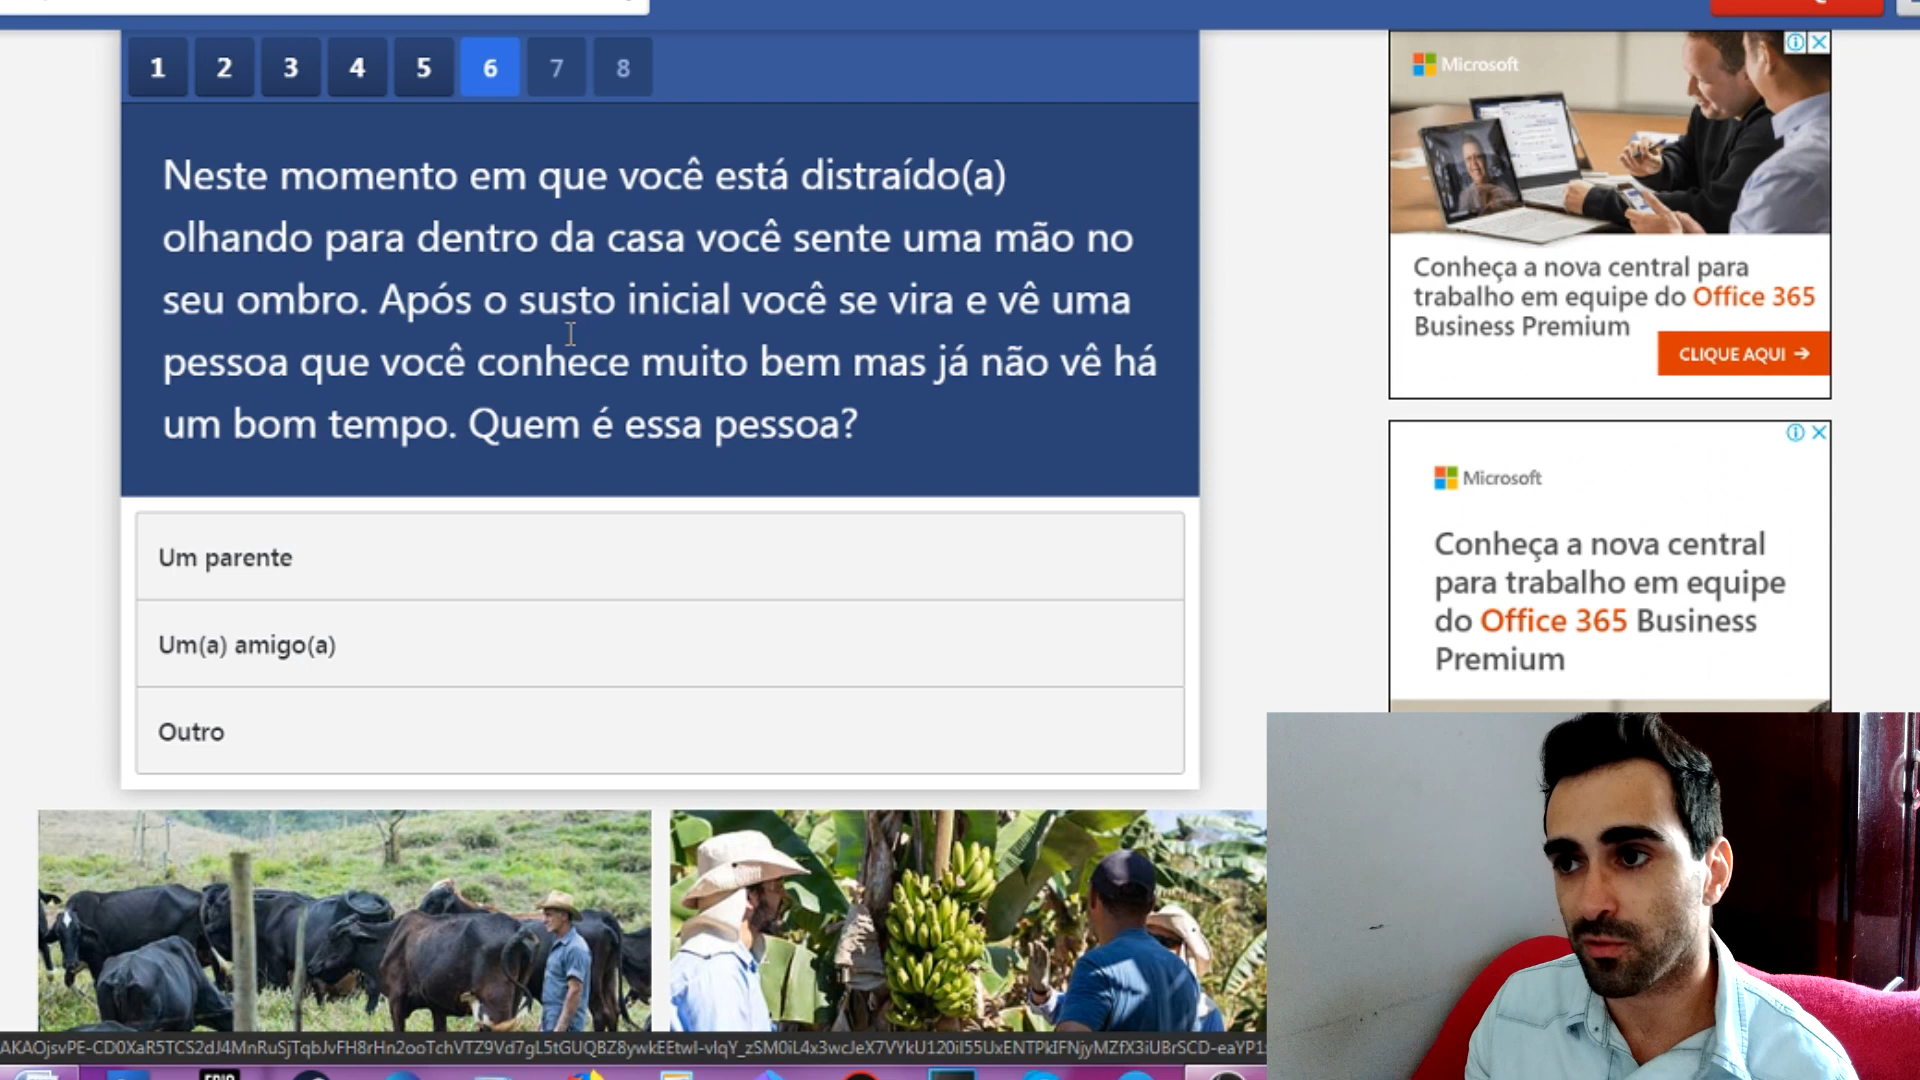 1 2 3 4 5 6 7 8
Neste momento em que você está distraído(a)
olhando para dentro da casa você sente uma mão no
seu ombro. Após o susto inicial você se vira e vê uma
pessoa que você conhece muito bem mas já não vê há
um bom tempo. Quem é essa pessoa?
Um parente
Um(a) amigo(a)
Outro
Microsoft
Conheça a nova central para
trabalho em equipe do Office 365
Business Premium
CLIQUE AQUI →
Microsoft
Conheça a nova central
para trabalho em equipe
do Office 365 Business
Premium
EPIC